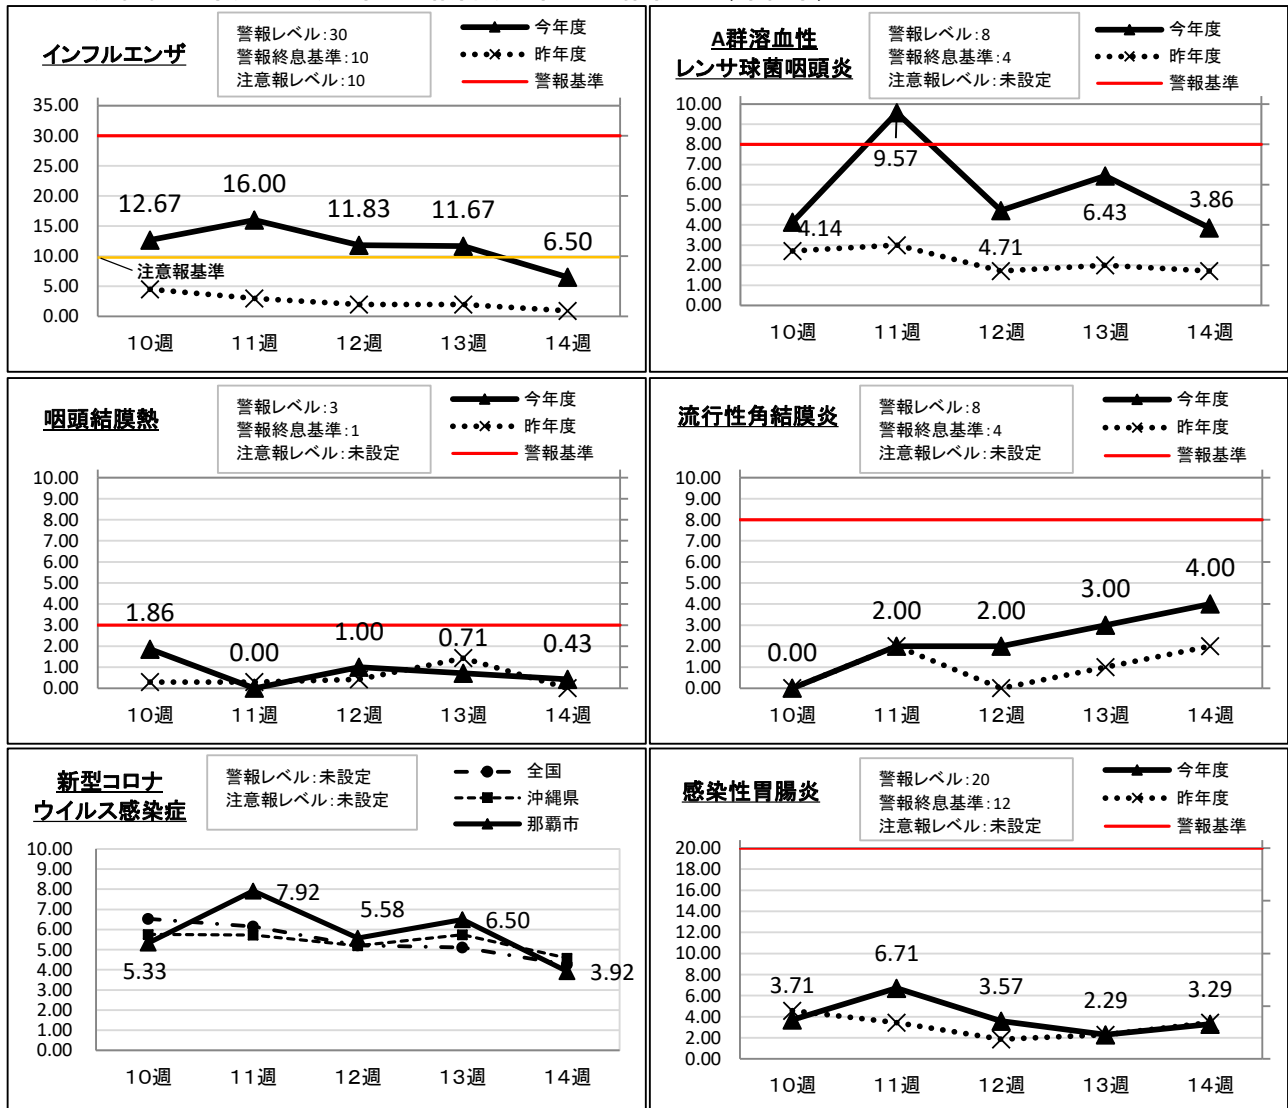 インフルエンザ
警報レベル:30
警報終息基準:10
注意報レベル:10
今年度
昨年度
警報基準
35.00
30.00
25.00
20.00
15.00
10.00
5.00
0.00
12.67
16.00
11.83
11.67
6.50
注意報基準
10週
11週
12週
13週
14週
A群溶血性
レンサ球菌咽頭炎
警報レベル:8
警報終息基準:4
注意報レベル:未設定
今年度
昨年度
警報基準
10.00
9.00
8.00
7.00
6.00
5.00
4.00
3.00
2.00
1.00
0.00
4.14
9.57
4.71
6.43
3.86
10週
11週
12週
13週
14週
咽頭結膜熱
警報レベル:3
警報終息基準:1
注意報レベル:未設定
今年度
昨年度
警報基準
10.00
9.00
8.00
7.00
6.00
5.00
4.00
3.00
2.00
1.00
0.00
1.86
0.00
1.00
0.71
0.43
10週
11週
12週
13週
14週
流行性角結膜炎
警報レベル:8
警報終息基準:4
注意報レベル:未設定
今年度
昨年度
警報基準
10.00
9.00
8.00
7.00
6.00
5.00
4.00
3.00
2.00
1.00
0.00
0.00
2.00
2.00
3.00
4.00
10週
11週
12週
13週
14週
新型コロナ
ウイルス感染症
警報レベル:未設定
注意報レベル:未設定
全国
沖縄県
那覇市
10.00
9.00
8.00
7.00
6.00
5.00
4.00
3.00
2.00
1.00
0.00
5.33
7.92
5.58
6.50
3.92
10週
11週
12週
13週
14週
感染性胃腸炎
警報レベル:20
警報終息基準:12
注意報レベル:未設定
今年度
昨年度
警報基準
20.00
18.00
16.00
14.00
12.00
10.00
8.00
6.00
4.00
2.00
0.00
3.71
6.71
3.57
2.29
3.29
10週
11週
12週
13週
14週